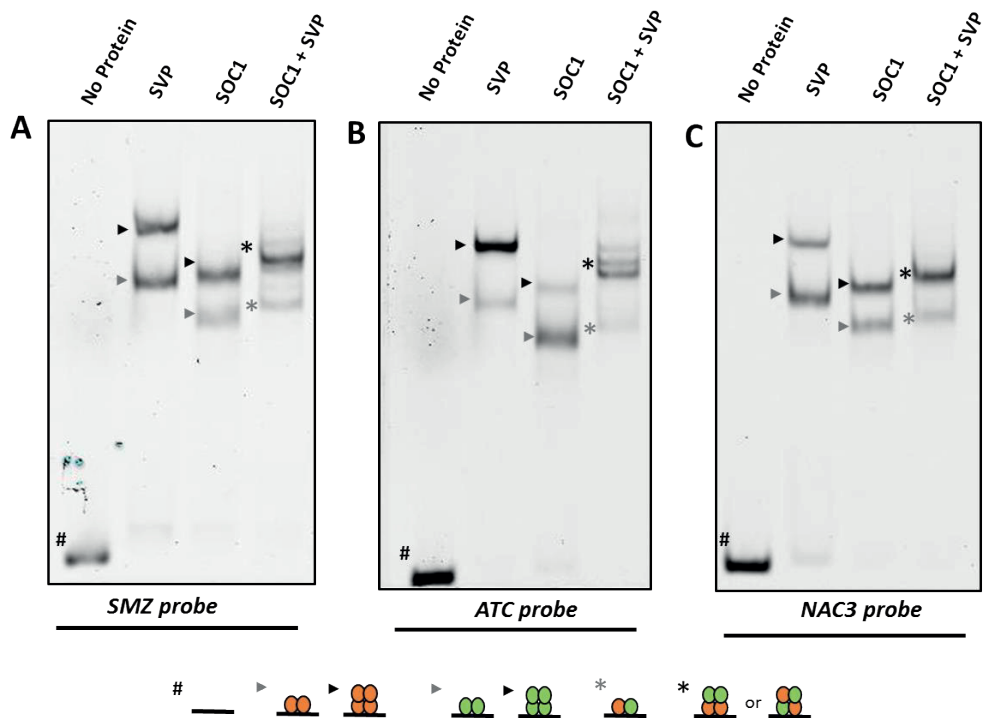 No Protein SVP SOC1 SOC1 + SVP
No Protein SVP SOC1 SOC1 + SVP
No Protein SVP SOC1 SOC1 + SVP
A
B
C
*
*
*
*
*
*
#
#
#
SMZ probe
ATC probe
NAC3 probe
# * * or